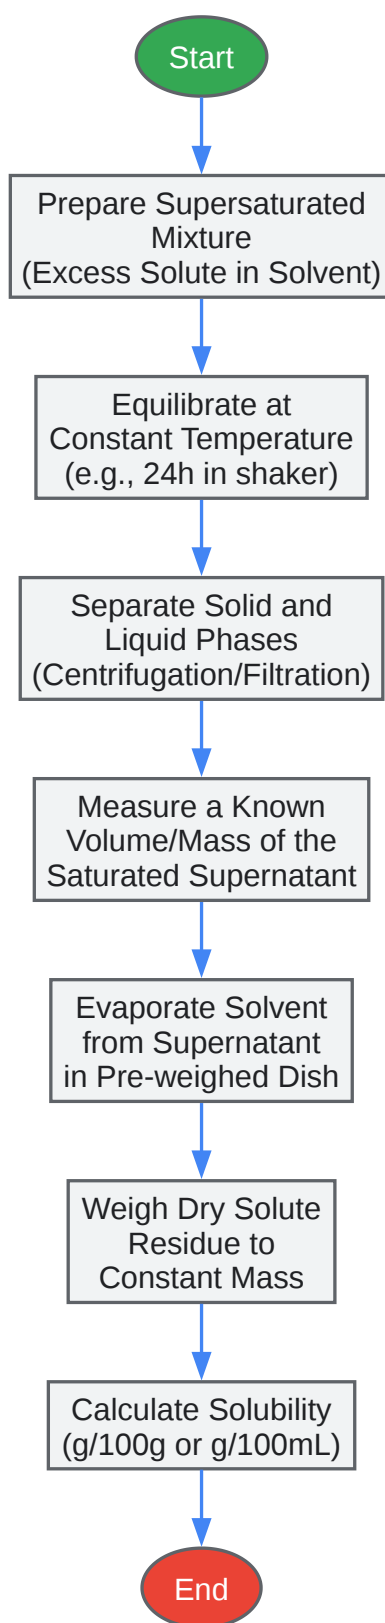 Start
Prepare Supersaturated
Mixture
(Excess Solute in Solvent)
Equilibrate at
Constant Temperature
(e.g., 24h in shaker)
Separate Solid and
Liquid Phases
(Centrifugation/Filtration)
Measure a Known
Volume/Mass of the
Saturated Supernatant
Evaporate Solvent
from Supernatant
in Pre-weighed Dish
Weigh Dry Solute
Residue to
Constant Mass
Calculate Solubility
(g/100g or g/100mL)
End